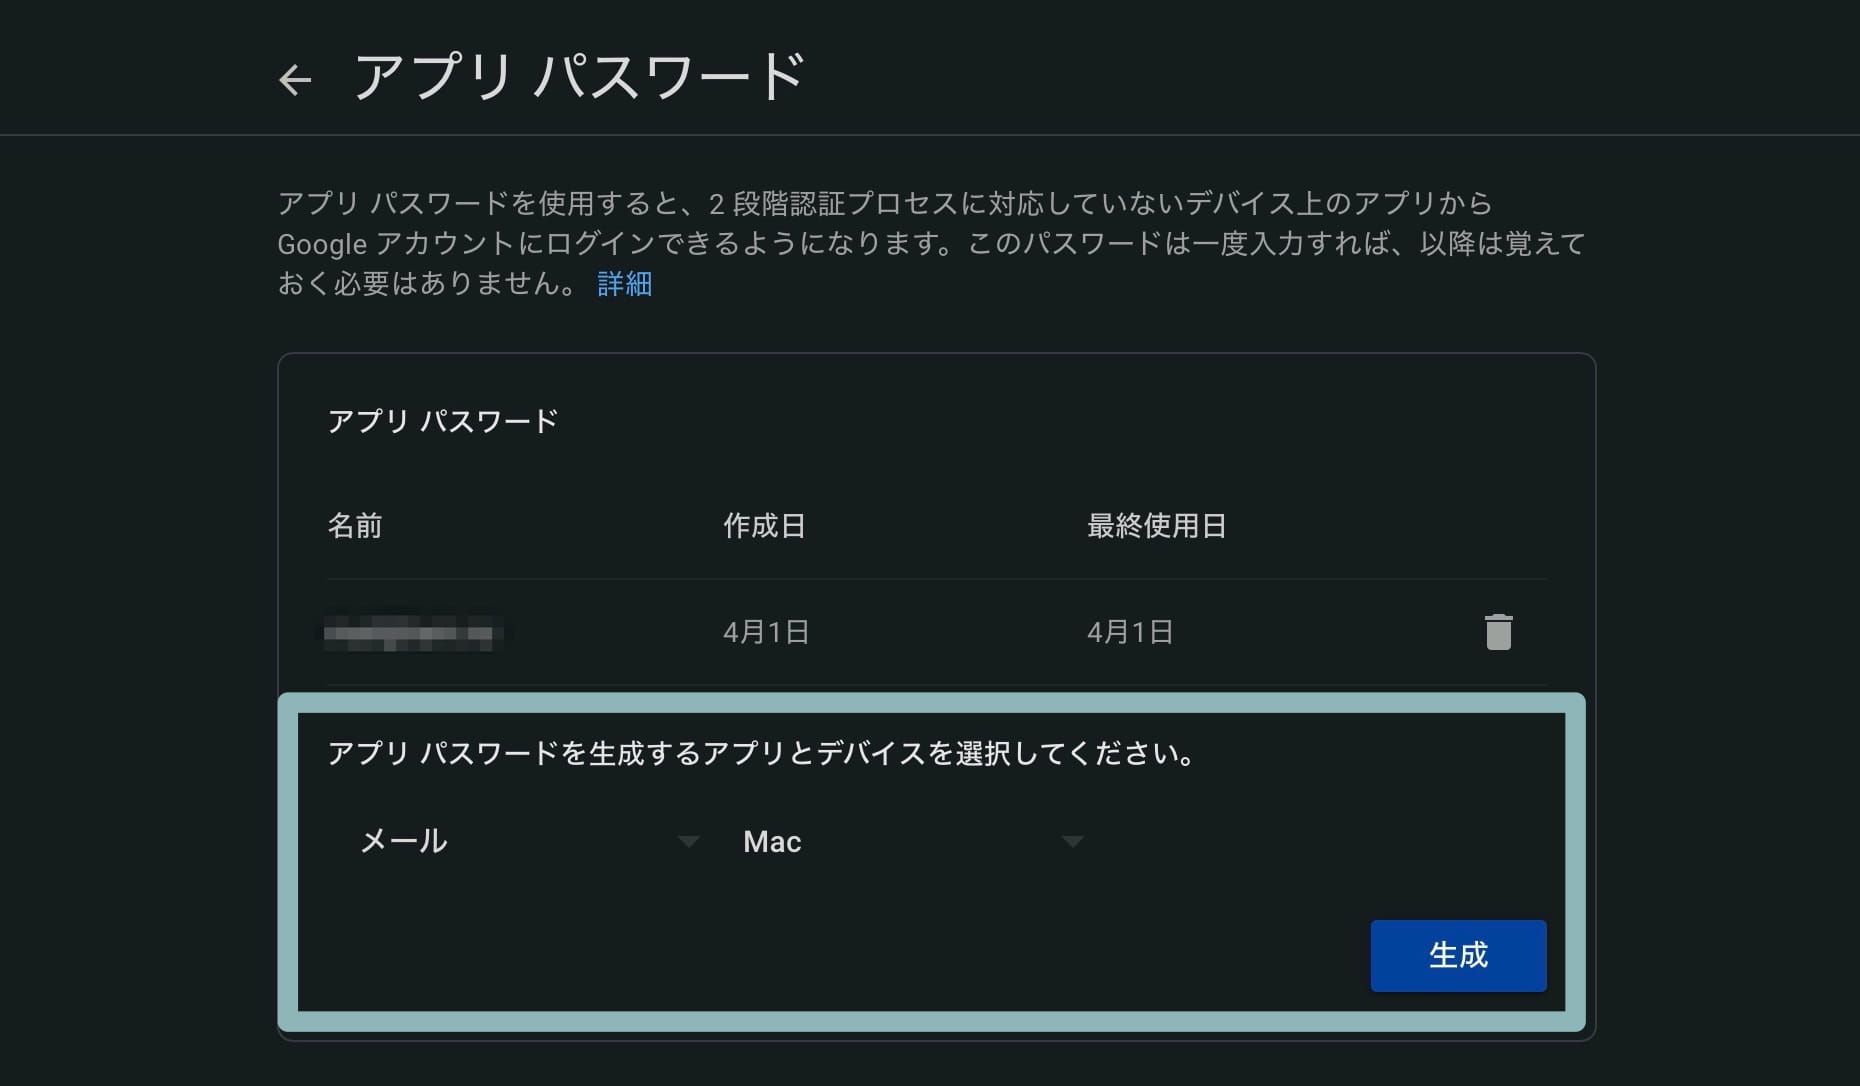 アプリ パスワード
アプリ パスワードを使用すると、2 段階認証プロセスに対応していないデバイス上のアプリから
Google アカウントにログインできるようになります。このパスワードは一度入力すれば、以降は覚えて
おく必要はありません。 詳細
アプリ パスワード
名前 作成日 最終使用日
4月1日 4月1日
アプリ パスワードを生成するアプリとデバイスを選択してください。
メール Mac
生成